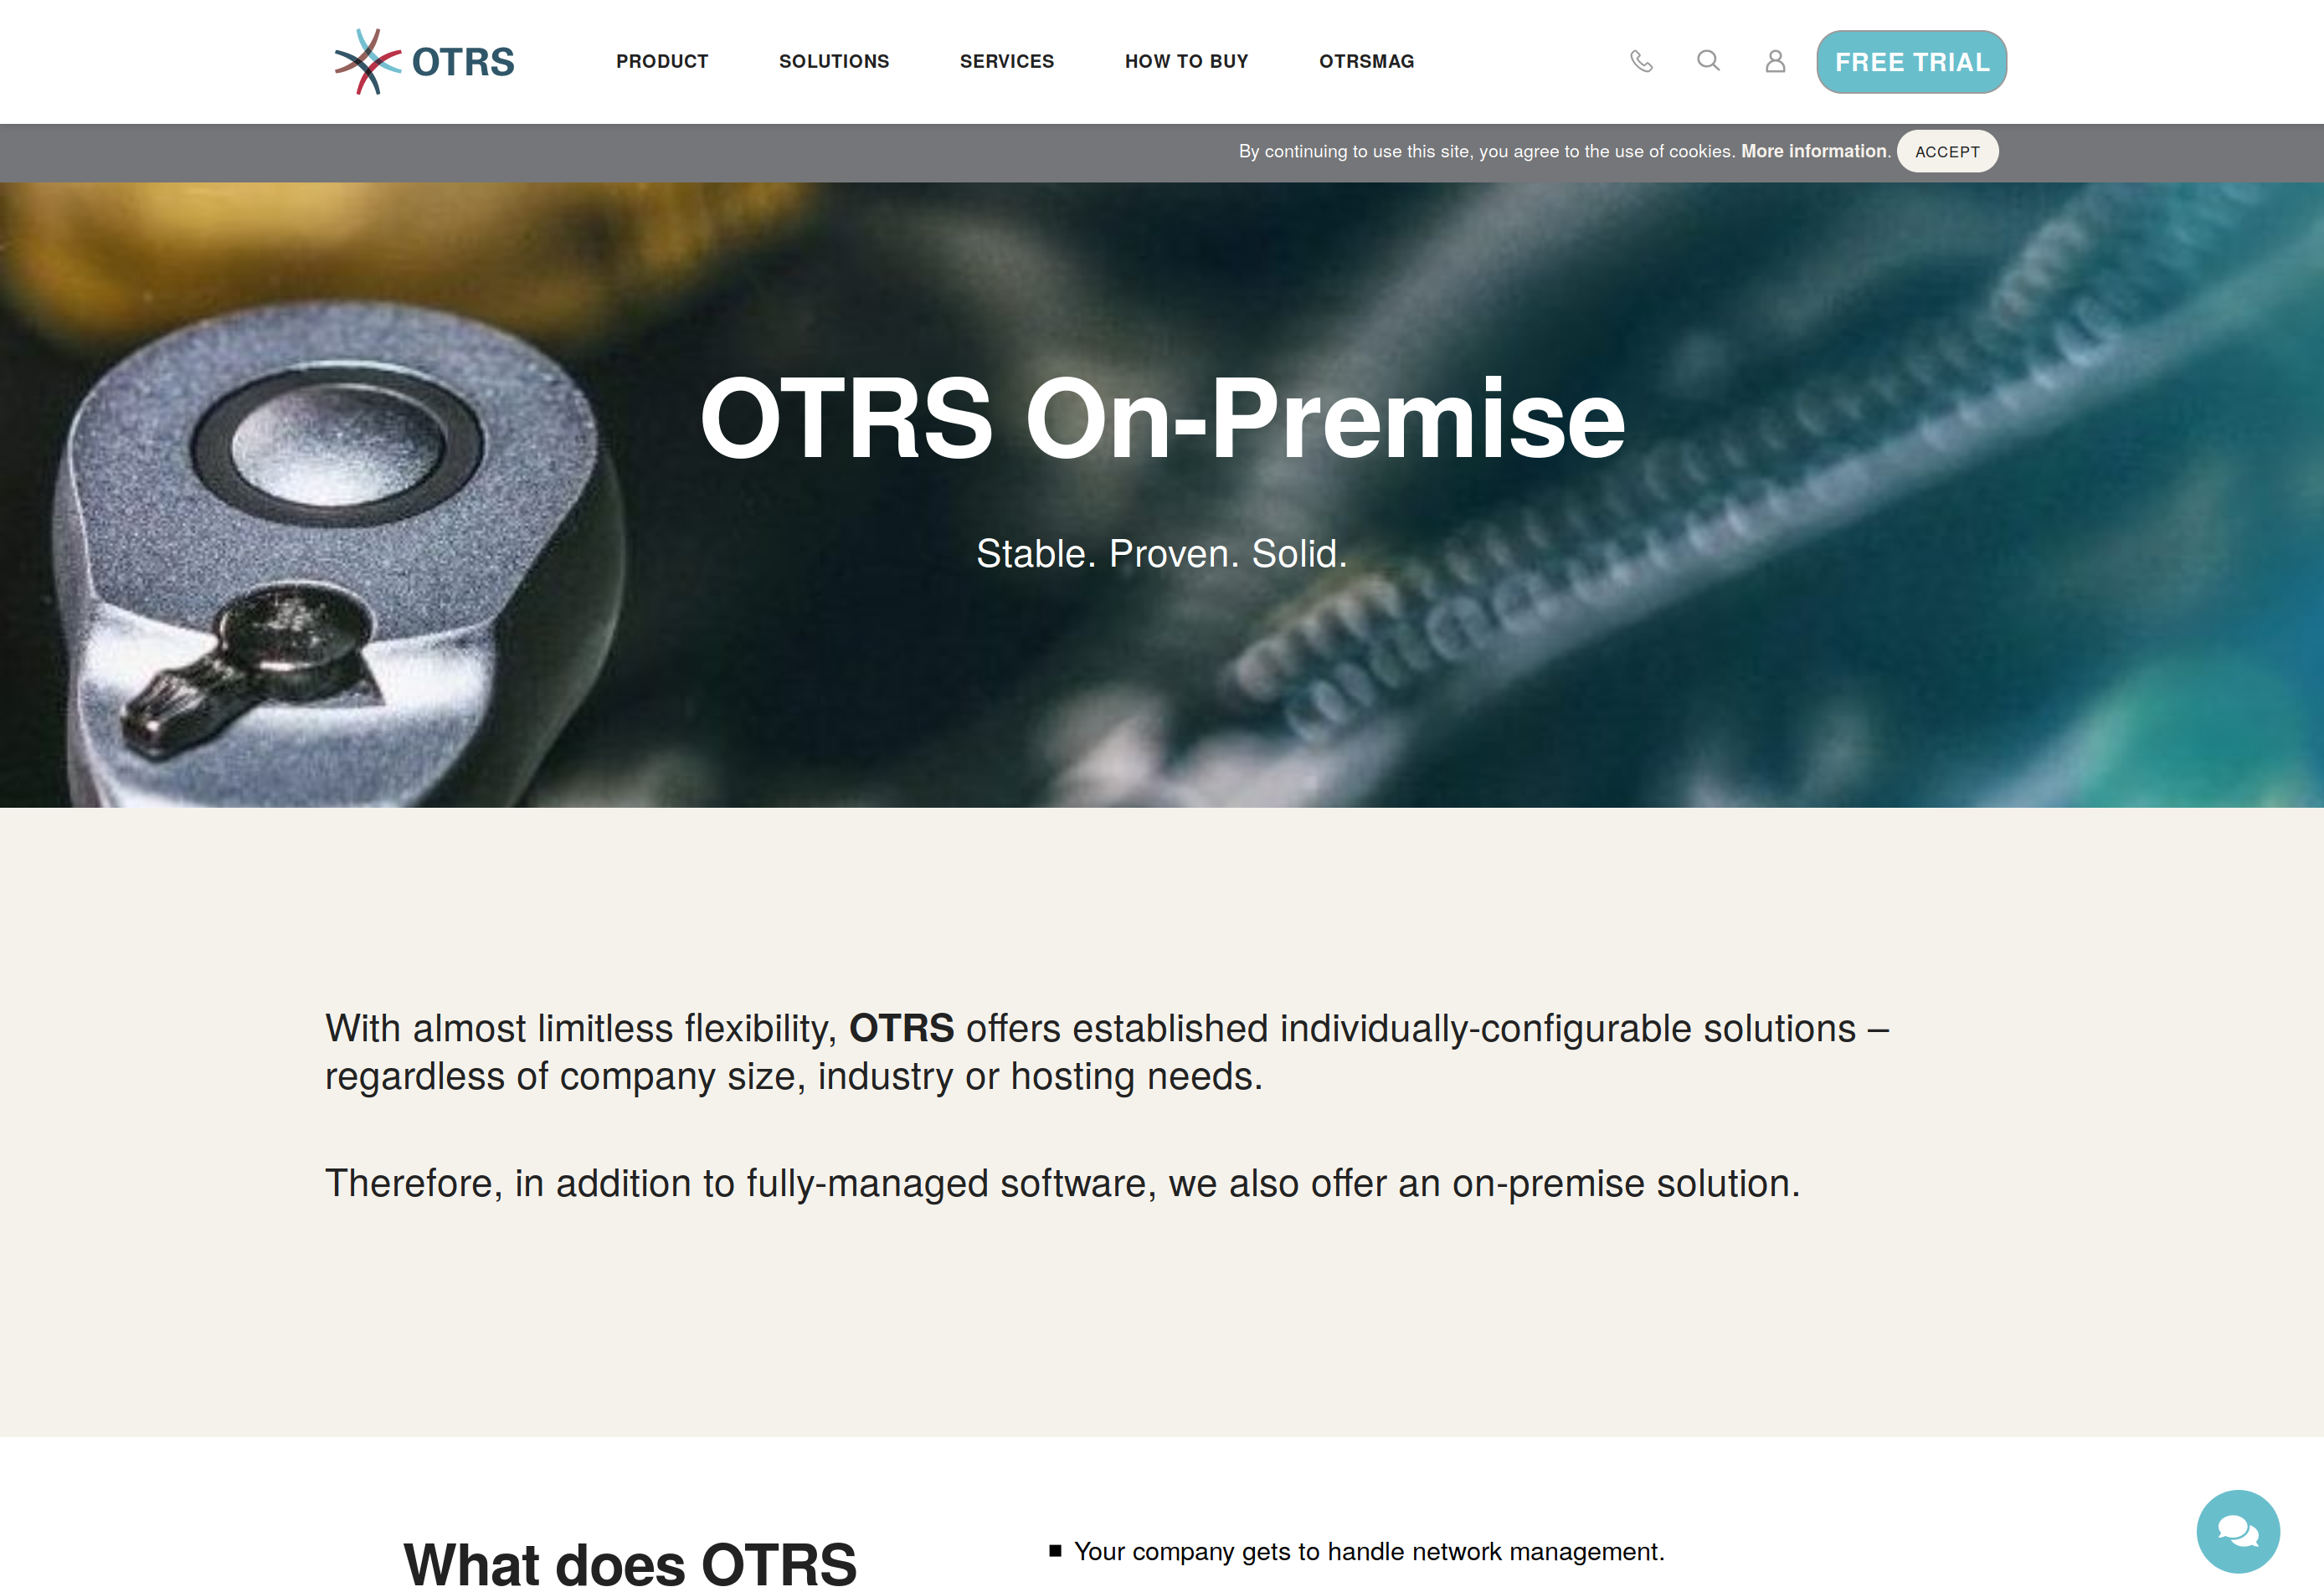 OTRS
PRODUCT
SOLUTIONS
SERVICES
HOW TO BUY
OTRSMAG
FREE TRIAL
By continuing to use this site, you agree to the use of cookies. More information.
ACCEPT
OTRS On-Premise
Stable. Proven. Solid.
With almost limitless flexibility, OTRS offers established individually-configurable solutions –
regardless of company size, industry or hosting needs.
Therefore, in addition to fully-managed software, we also offer an on-premise solution.
What does OTRS
Your company gets to handle network management.